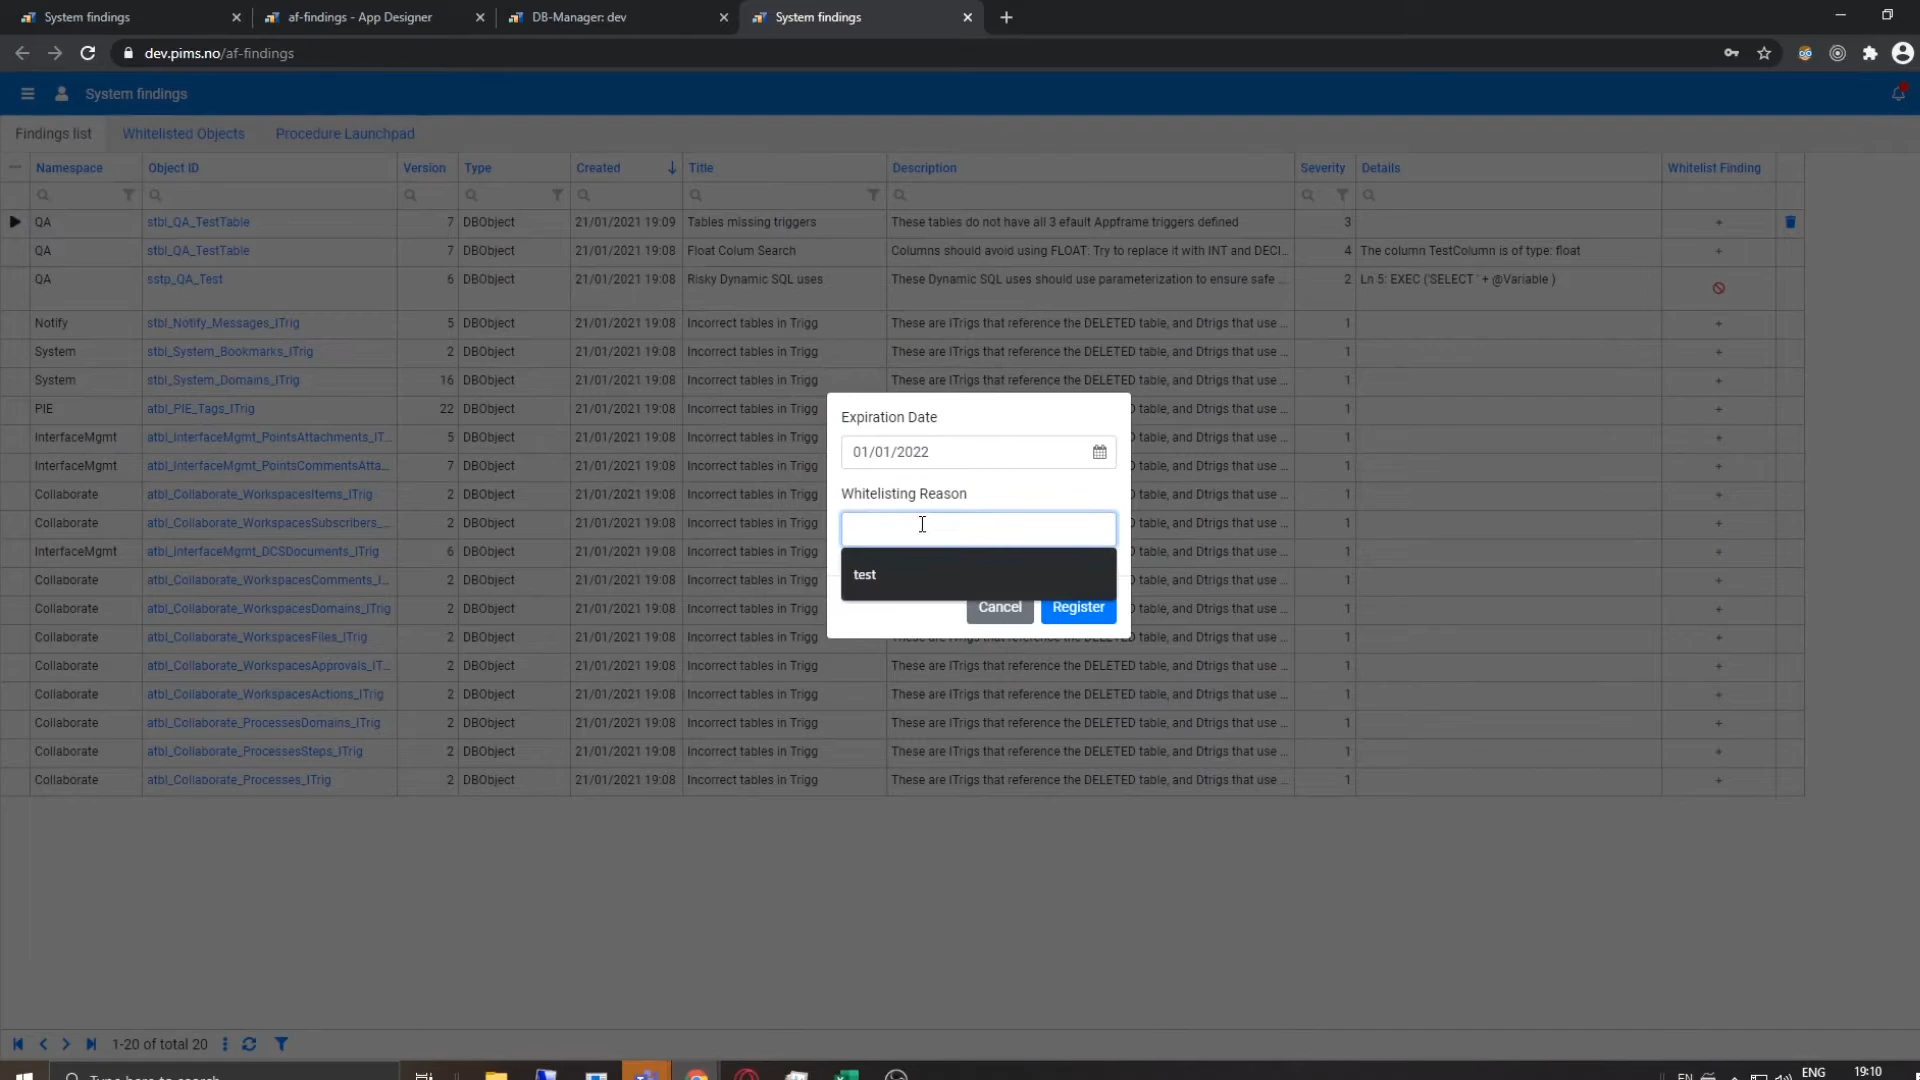 System findings
af-findings - App Designer
DB-Manager: dev
System findings
dev.pims.no/af-findings
System findings
Findings list Whitelisted Objects Procedure Launchpad
Namespace Object ID Version Type Created Title Description Severity Details Whitelist Finding
QA stbl_QA_TestTable 7 DBObject 21/01/2021 19:09 Tables missing triggers These tables do not have all 3 efault Appframe triggers defined 3
QA stbl_QA_TestTable 7 DBObject 21/01/2021 19:08 Float Colum Search Columns should avoid using FLOAT: Try to replace it with INT and DECI... 4 The column TestColumn is of type: float
QA sstp_QA_Test 6 DBObject 21/01/2021 19:08 Risky Dynamic SQL uses These Dynamic SQL uses should use parameterization to ensure safe ... 2 Ln 5: EXEC ('SELECT ' + @Variable )
Notify stbl_Notify_Messages_ITrig 5 DBObject 21/01/2021 19:08 Incorrect tables in Trigg These are ITrigs that reference the DELETED table, and Dtrigs that use ... 1
System stbl_System_Bookmarks_ITrig 2 DBObject 21/01/2021 19:08 Incorrect tables in Trigg These are ITrigs that reference the DELETED table, and Dtrigs that use ... 1
System stbl_System_Domains_ITrig 16 DBObject 21/01/2021 19:08 Incorrect tables in Trigg These are ITrigs that reference the DELETED table, and Dtrigs that use ... 1
PIE atbl_PIE_Tags_ITrig 22 DBObject 21/01/2021 19:08 Incorrect tables in Trigg D table, and Dtrigs that use ... 1
InterfaceMgmt atbl_InterfaceMgmt_PointsAttachments_IT... 5 DBObject 21/01/2021 19:08 Incorrect tables in Trigg D table, and Dtrigs that use ... 1
InterfaceMgmt atbl_InterfaceMgmt_PointsCommentsAtta... 7 DBObject 21/01/2021 19:08 Incorrect tables in Trigg D table, and Dtrigs that use ... 1
Collaborate atbl_Collaborate_WorkspacesItems_ITrig 2 DBObject 21/01/2021 19:08 Incorrect tables in Trigg D table, and Dtrigs that use ... 1
Collaborate atbl_Collaborate_WorkspacesSubscribers_... 2 DBObject 21/01/2021 19:08 Incorrect tables in Trigg D table, and Dtrigs that use ... 1
InterfaceMgmt atbl_InterfaceMgmt_DCSDocuments_ITrig 6 DBObject 21/01/2021 19:08 Incorrect tables in Trigg D table, and Dtrigs that use ... 1
Collaborate atbl_Collaborate_WorkspacesComments_I... 2 DBObject 21/01/2021 19:08 Incorrect tables in Trigg D table, and Dtrigs that use ... 1
Collaborate atbl_Collaborate_WorkspacesDomains_ITrig 2 DBObject 21/01/2021 19:08 Incorrect tables in Trigg D table, and Dtrigs that use ... 1
Collaborate atbl_Collaborate_WorkspacesFiles_ITrig 2 DBObject 21/01/2021 19:08 Incorrect tables in Trigg These are ITrigs that reference the DELETED table, and Dtrigs that use ... 1
Collaborate atbl_Collaborate_WorkspacesApprovals_IT... 2 DBObject 21/01/2021 19:08 Incorrect tables in Trigg These are ITrigs that reference the DELETED table, and Dtrigs that use ... 1
Collaborate atbl_Collaborate_WorkspacesActions_ITrig 2 DBObject 21/01/2021 19:08 Incorrect tables in Trigg These are ITrigs that reference the DELETED table, and Dtrigs that use ... 1
Collaborate atbl_Collaborate_ProcessesDomains_ITrig 2 DBObject 21/01/2021 19:08 Incorrect tables in Trigg These are ITrigs that reference the DELETED table, and Dtrigs that use ... 1
Collaborate atbl_Collaborate_ProcessesSteps_ITrig 2 DBObject 21/01/2021 19:08 Incorrect tables in Trigg These are ITrigs that reference the DELETED table, and Dtrigs that use ... 1
Collaborate atbl_Collaborate_Processes_ITrig 2 DBObject 21/01/2021 19:08 Incorrect tables in Trigg These are ITrigs that reference the DELETED table, and Dtrigs that use ... 1
Expiration Date
01/01/2022
Whitelisting Reason
test
Cancel Register
1-20 of total 20
Type here to search
EN ENG 19:10